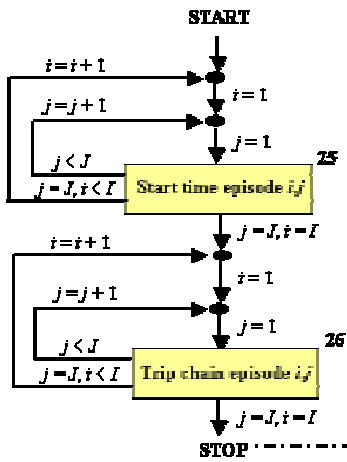 START
i = i + 1
i = 1
j = j + 1
j = 1
25
j < J
Start time episode i,j
j = J, i < I
j = J, i = I
i = i + 1
i = 1
j = j + 1
j = 1
26
j < J
Trip chain episode i,j
j = J, i < I
j = J, i = I
STOP